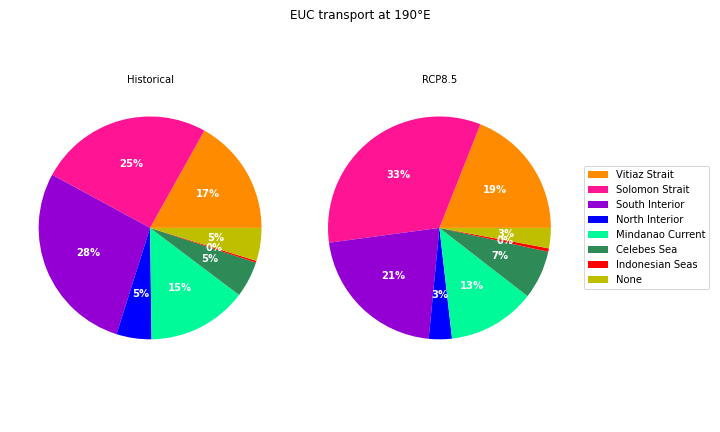 EUC transport at 190°E
Historical
17%
25%
28%
5%
15%
5%
0%
5%
RCP8.5
19%
33%
21%
3%
13%
7%
0%
3%
Vitiaz Strait
Solomon Strait
South Interior
North Interior
Mindanao Current
Celebes Sea
Indonesian Seas
None